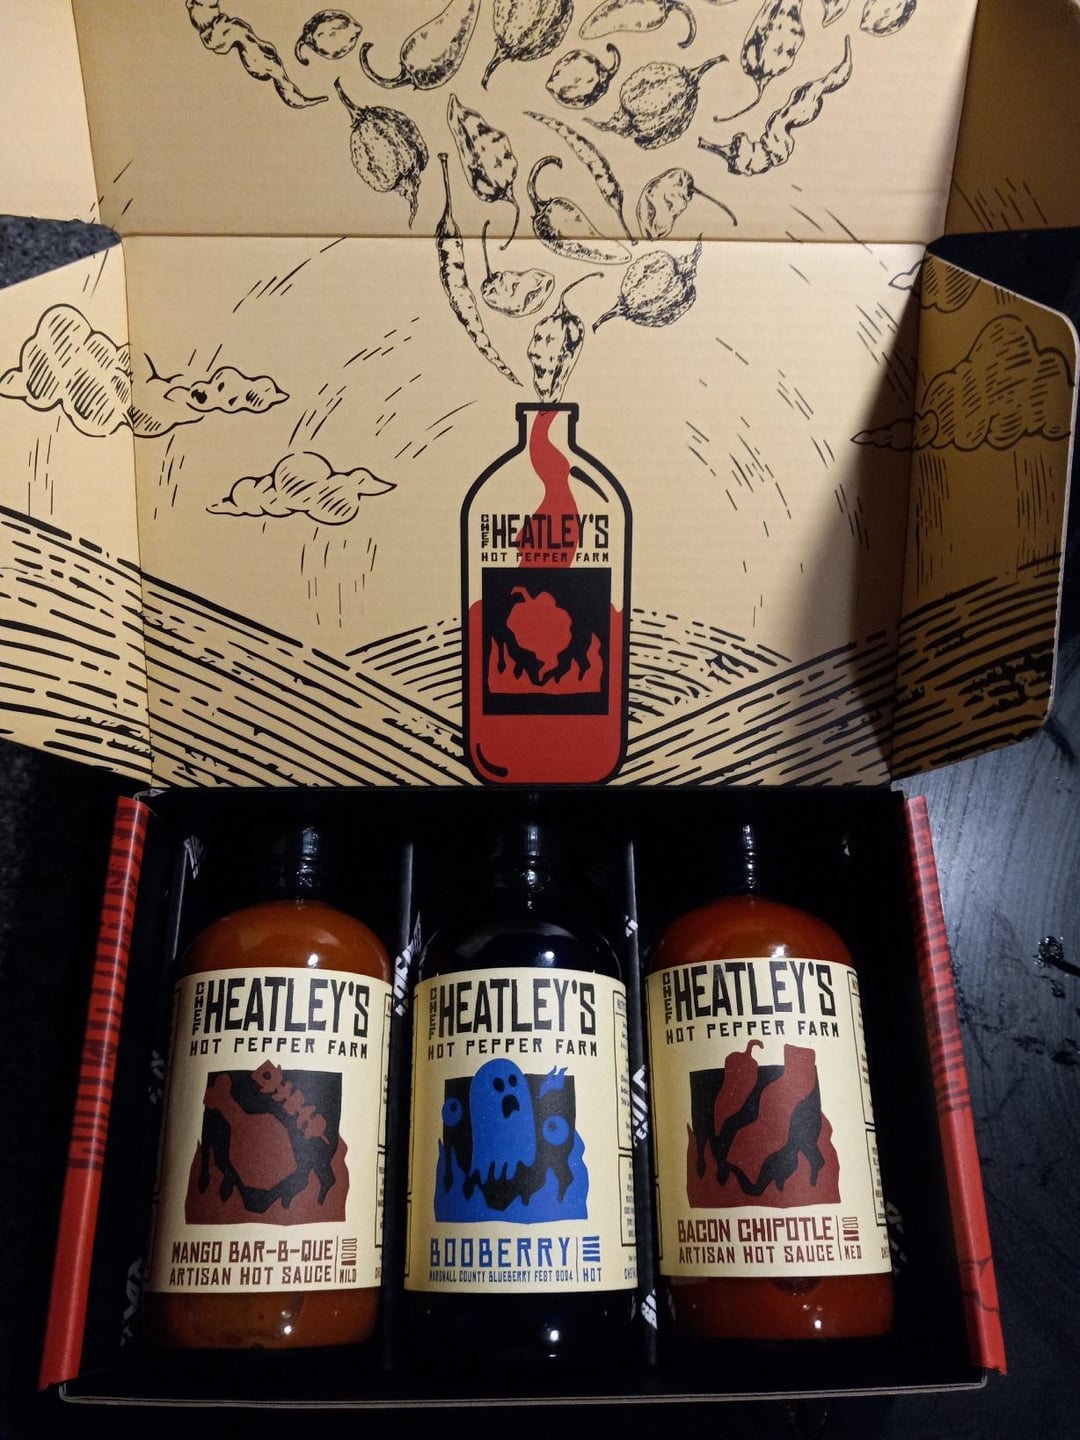 CHEF HEATLEY'S
HOT PEPPER FARM
CHEF HEATLEY'S
HOT PEPPER FARM
MANGO BAR-B-QUE
ARTISAN HOT SAUCE
MILD
CHEF HEATLEY'S
HOT PEPPER FARM
BOOBERRY
MARSHALL COUNTY BLUEBERRY FEST 2024
HOT
CHEF HEATLEY'S
HOT PEPPER FARM
BACON CHIPOTLE
ARTISAN HOT SAUCE
MED